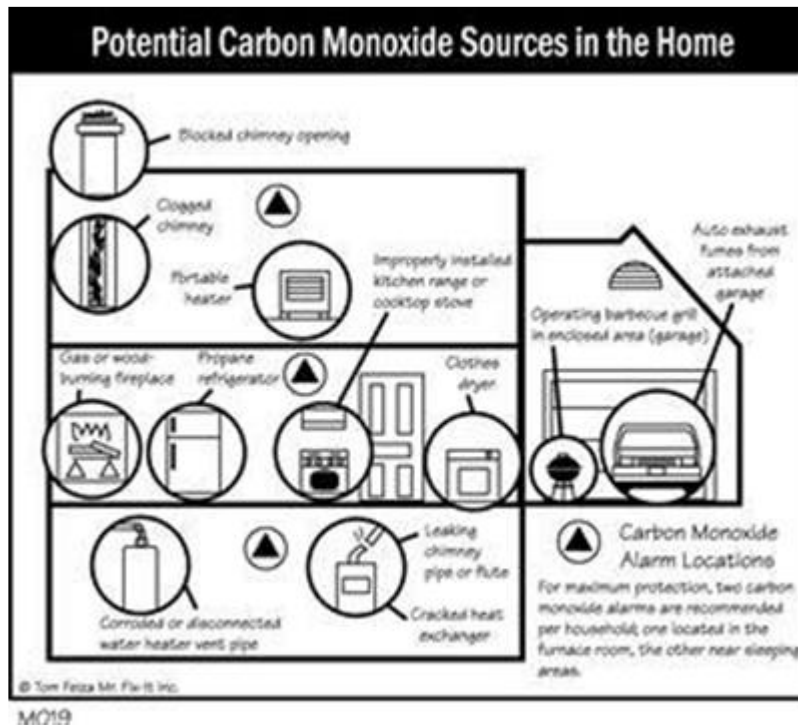 Potential Carbon Monoxide Sources in the Home
Blocked chimney opening
Clogged
chimney
Portable
heater
Improperly installed
kitchen range or
cooktop stove
Auto exhaust
fumes from
attached
garage
Operating barbecue grill
in enclosed area (garage)
Gas or wood-
burning fireplace
Propane
refrigerator
Clothes
dryer
Corroded or disconnected
water heater vent pipe
Leaking
chimney
pipe or flute
Cracked heat
exchanger
Carbon Monoxide
Alarm Locations
For maximum protection, two carbon
monoxide alarms are recommended
per household; one located in the
furnace room, the other near sleeping
areas.
© Tom Feiza Mr. Fix-It Inc.
M019